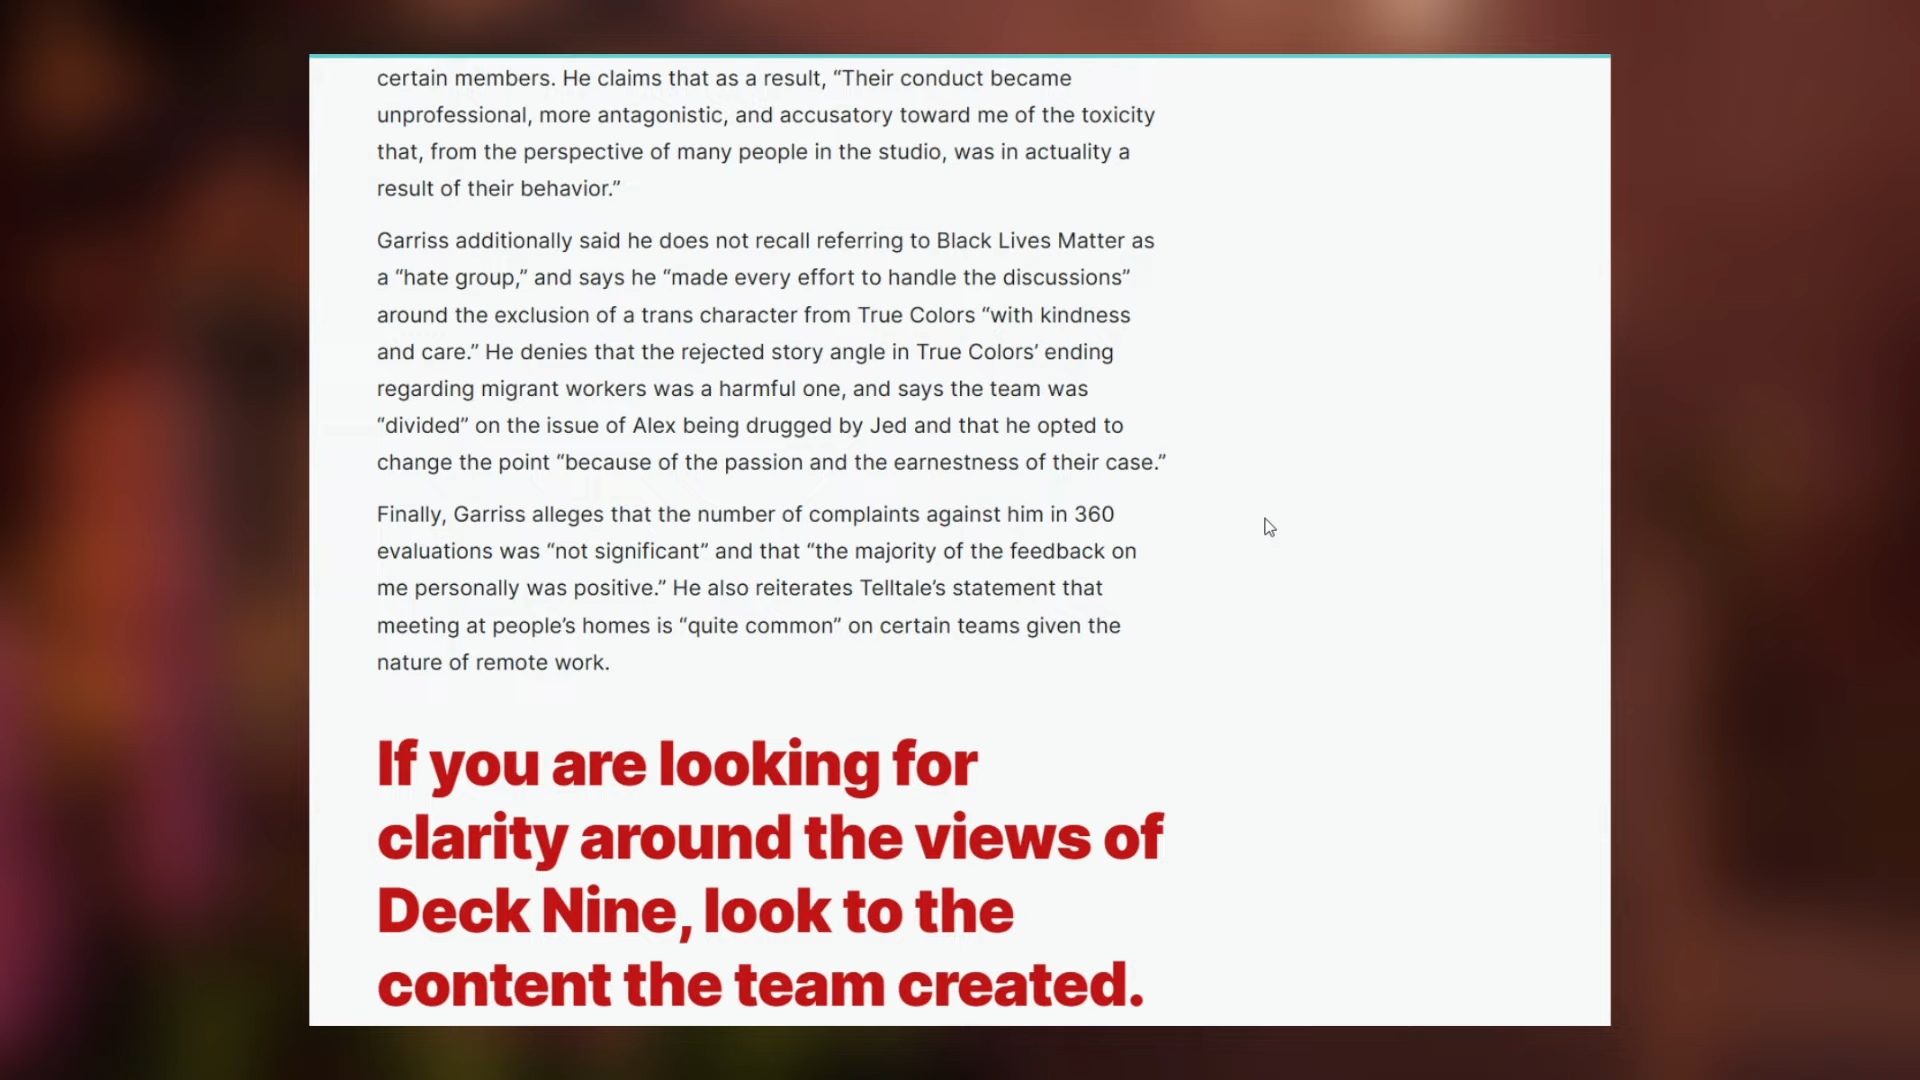 certain members. He claims that as a result, “Their conduct became
unprofessional, more antagonistic, and accusatory toward me of the toxicity
that, from the perspective of many people in the studio, was in actuality a
result of their behavior.”
Garriss additionally said he does not recall referring to Black Lives Matter as
a “hate group,” and says he “made every effort to handle the discussions”
around the exclusion of a trans character from True Colors “with kindness
and care.” He denies that the rejected story angle in True Colors’ ending
regarding migrant workers was a harmful one, and says the team was
“divided” on the issue of Alex being drugged by Jed and that he opted to
change the point “because of the passion and the earnestness of their case.”
Finally, Garriss alleges that the number of complaints against him in 360
evaluations was “not significant” and that “the majority of the feedback on
me personally was positive.” He also reiterates Telltale’s statement that
meeting at people’s homes is “quite common” on certain teams given the
nature of remote work.
If you are looking for
clarity around the views of
Deck Nine, look to the
content the team created.